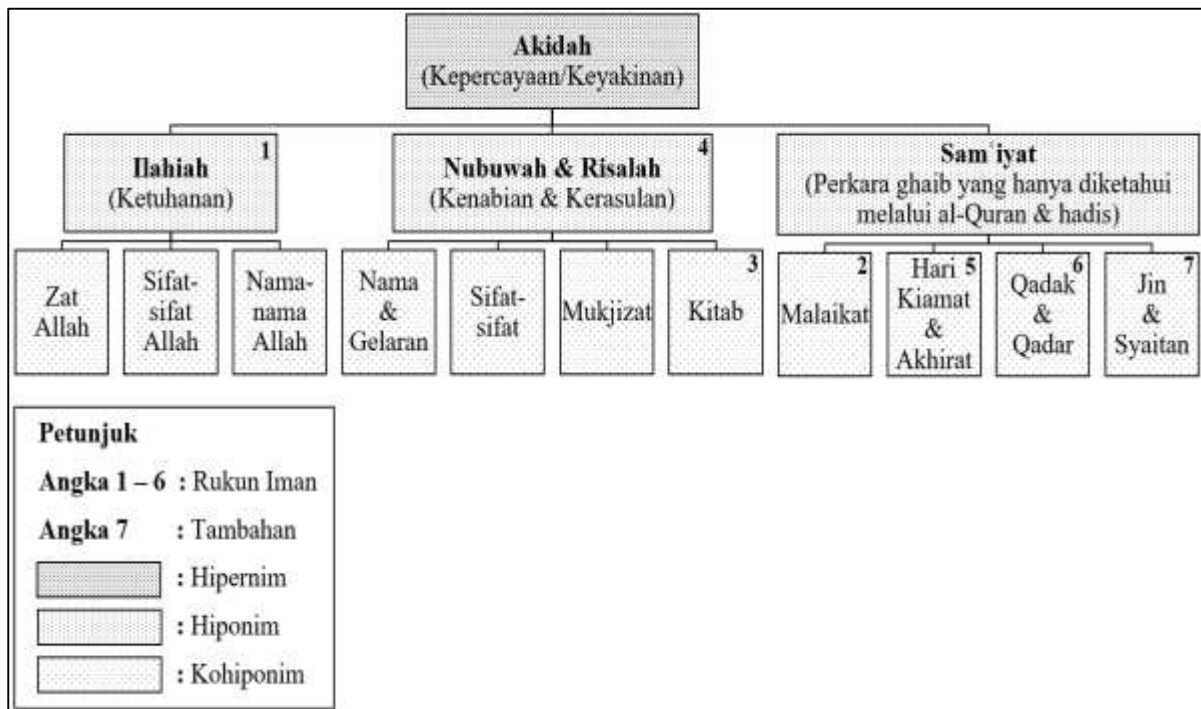 Akidah
(Kepercayaan/Keyakinan)
1
Ilahiah
(Ketuhanan)
4
Nubuwah & Risalah
(Kenabian & Kerasulan)
Samʿiyat
(Perkara ghaib yang hanya diketahui
melalui al-Quran & hadis)
Zat
Allah
Sifat-
sifat
Allah
Nama-
nama
Allah
Nama
&
Gelaran
Sifat-
sifat
Mukjizat
3
Kitab
2
Malaikat
Hari 5
Kiamat
&
Akhirat
6
Qadak
&
Qadar
7
Jin
&
Syaitan
Petunjuk
Angka 1 – 6 : Rukun Iman
Angka 7 : Tambahan
: Hipernim
: Hiponim
: Kohiponim